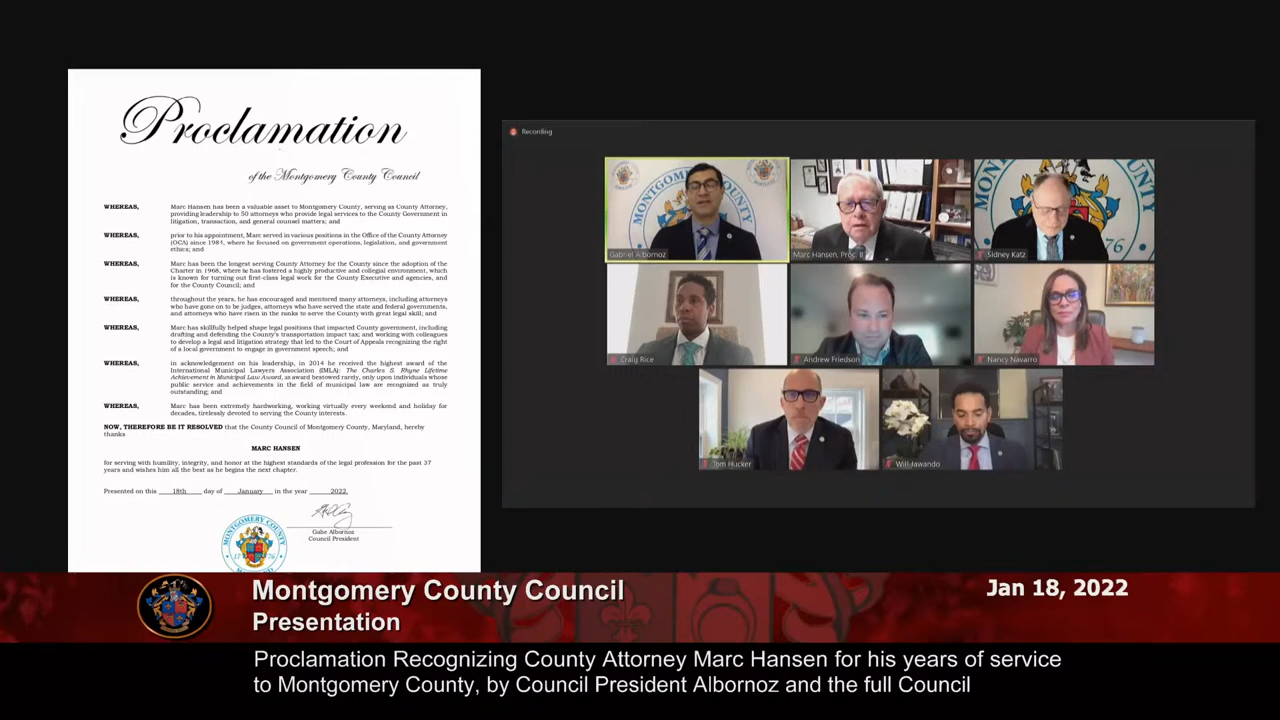 Proclamation
of the Montgomery County Council
WHEREAS, Marc Hansen has been a valuable asset to Montgomery County, serving as County Attorney,
providing leadership to 50 attorneys who provide legal services to the County Government in
litigation, transaction, and general counsel matters; and
WHEREAS, prior to his appointment, Marc served in various positions in the Office of the County Attorney
(OCA) since 1984, where he focused on government operations, legislation, and government
ethics; and
WHEREAS, Marc has been the longest serving County Attorney for the County since the adoption of the
Charter in 1968, where he has fostered a highly productive and collegial environment, which
is known for turning out first-class legal work for the County Executive and agencies, and
for the County Council; and
WHEREAS, throughout the years, he has encouraged and mentored many attorneys, including attorneys
who have gone on to be judges, attorneys who have served the state and federal governments,
and attorneys who have risen in the ranks to serve the County with great legal skill; and
WHEREAS, Marc has skillfully helped shape legal positions that impacted County government, including
drafting and defending the County's transportation impact tax; and working with colleagues
to develop a legal and litigation strategy that led to the Court of Appeals recognizing the right
of a local government to engage in government speech; and
WHEREAS, in acknowledgement on his leadership, in 2014 he received the highest award of the
International Municipal Lawyers Association (IMLA): The Charles S. Rhyne Lifetime
Achievement in Municipal Law Award, as award bestowed rarely, only upon individuals whose
public service and achievements in the field of municipal law are recognized as truly
outstanding; and
WHEREAS, Marc has been extremely hardworking, working virtually every weekend and holiday for
decades, tirelessly devoted to serving the County interests.
NOW, THEREFORE BE IT RESOLVED that the County Council of Montgomery County, Maryland, hereby
thanks
MARC HANSEN
for serving with humility, integrity, and honor at the highest standards of the legal profession for the past 37
years and wishes him all the best as he begins the next chapter.
Presented on this 18th day of January in the year 2022.
Gabe Albornoz
Council President
MONTGOMERY COUNTY
17 76
Recording
Gabriel Albornoz
Marc Hansen, Proc. 8
Sidney Katz
Craig Rice
Andrew Friedson
Nancy Navarro
Tom Hucker
Will Jawando
Montgomery County Council
Jan 18, 2022
Presentation
Proclamation Recognizing County Attorney Marc Hansen for his years of service
to Montgomery County, by Council President Albornoz and the full Council